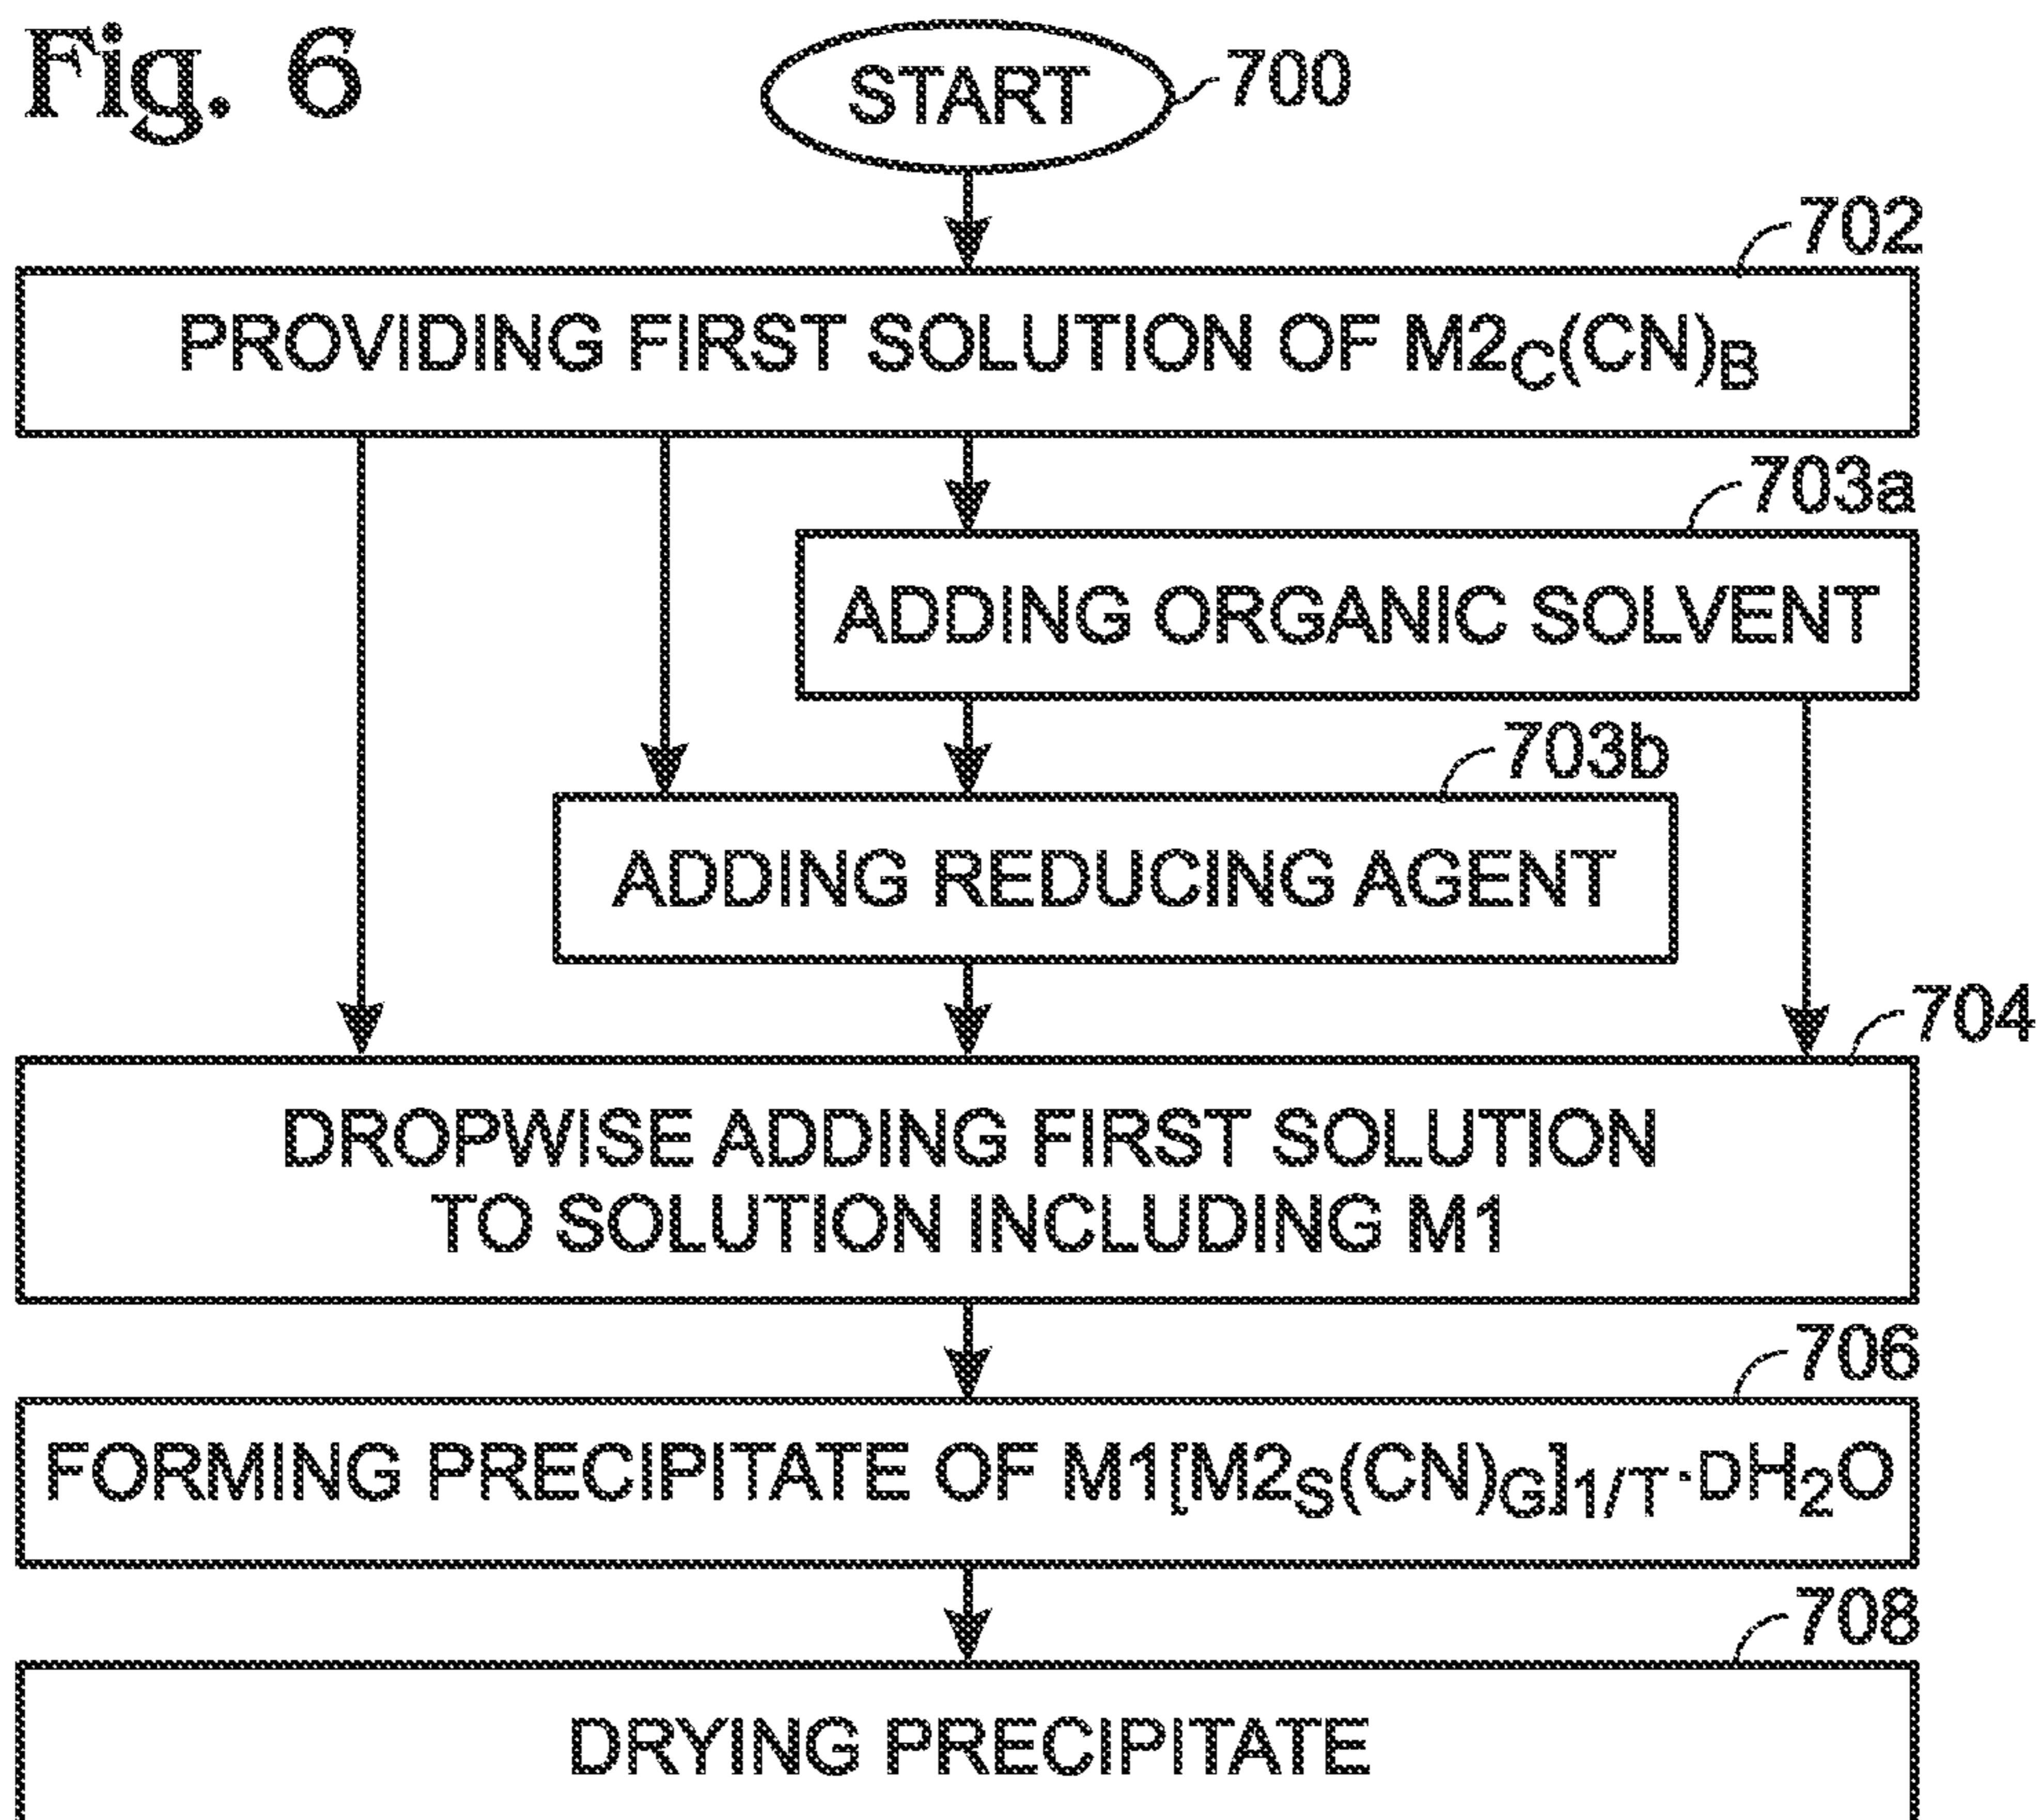 Fig. 6
START
700
702
PROVIDING FIRST SOLUTION OF M2C(CN)B
703a
ADDING ORGANIC SOLVENT
703b
ADDING REDUCING AGENT
704
DROPWISE ADDING FIRST SOLUTION
TO SOLUTION INCLUDING M1
706
FORMING PRECIPITATE OF M1[M2S(CN)G]1/T·DH2O
708
DRYING PRECIPITATE